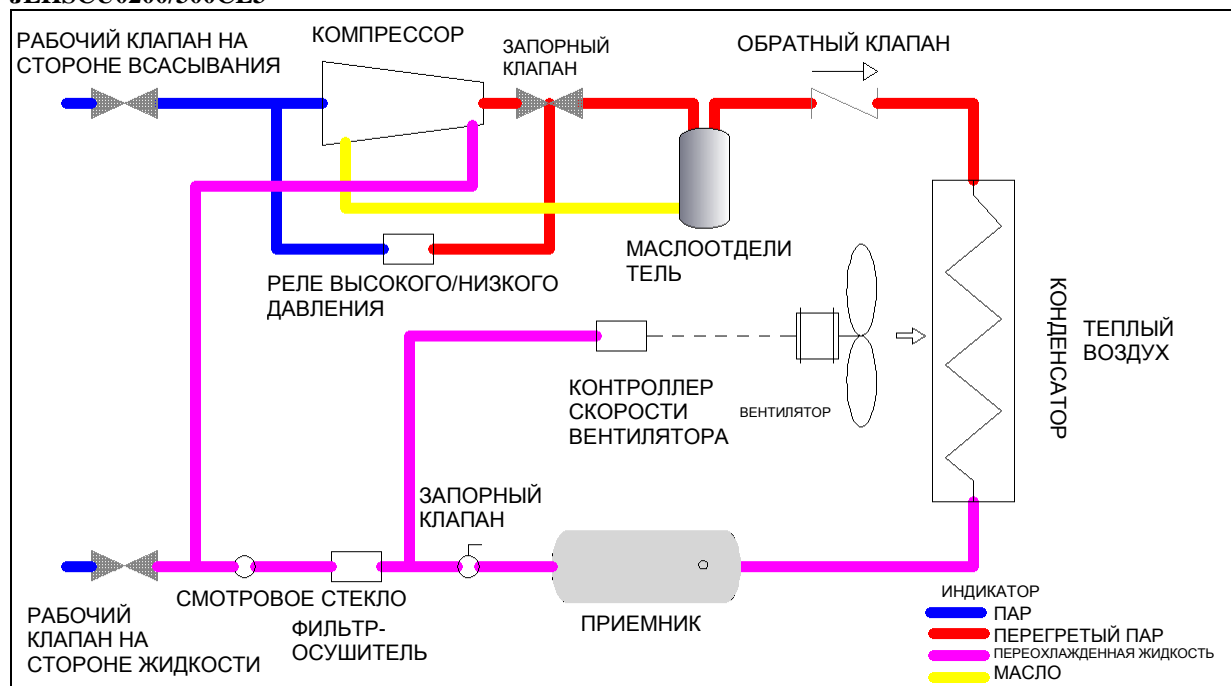 РАБОЧИЙ КЛАПАН НА
СТОРОНЕ ВСАСЫВАНИЯ
КОМПРЕССОР
ЗАПОРНЫЙ
КЛАПАН
ОБРАТНЫЙ КЛАПАН
МАСЛООТДЕЛИ
ТЕЛЬ
РЕЛЕ ВЫСОКОГО/НИЗКОГО
ДАВЛЕНИЯ
КОНДЕНСАТОР
ТЕПЛЫЙ
ВОЗДУХ
КОНТРОЛЛЕР
СКОРОСТИ
ВЕНТИЛЯТОРА
ВЕНТИЛЯТОР
ЗАПОРНЫЙ
КЛАПАН
СМОТРОВОЕ СТЕКЛО
ФИЛЬТР-
ОСУШИТЕЛЬ
ПРИЕМНИК
РАБОЧИЙ
КЛАПАН НА
СТОРОНЕ ЖИДКОСТИ
ИНДИКАТОР
ПАР
ПЕРЕГРЕТЫЙ ПАР
ПЕРЕОХЛАЖДЕННАЯ ЖИДКОСТЬ
МАСЛО